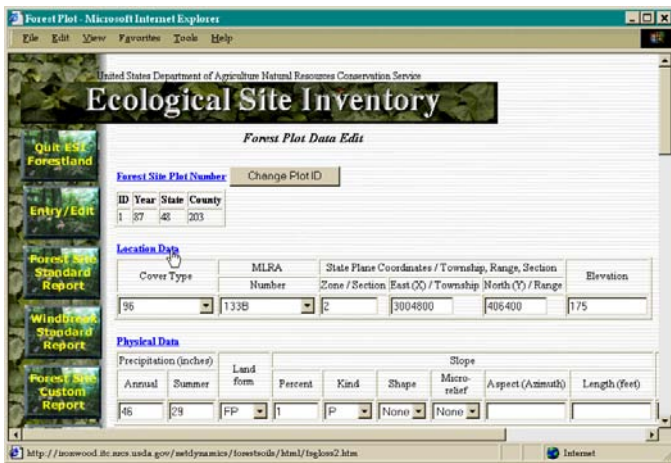 Forest Plot - Microsoft Internet Explorer
File Edit View Favorites Tools Help
United States Department of Agriculture Natural Resources Conservation Service
Ecological Site Inventory
Forest Plot Data Edit
Quit ESI Forestland
Entry/Edit
Forest Site Standard Report
Windbreak Standard Report
Forest Site Custom Report
Forest Site Plot Number Change Plot ID
ID Year State County
1 87 48 203
Location Data
Cover Type MLRA State Plane Coordinates / Township, Range, Section Elevation
Number Zone / Section East (X) / Township North (Y) / Range
96 133B 2 3004800 406400 175
Physical Data
Precipitation (inches) Land form Slope
Annual Summer Percent Kind Shape Micro-relief Aspect (Azimuth) Length (feet)
46 29 FP 1 P None None
http://ironwood.itc.nrcs.usda.gov/netdynamics/forestsoils/html/fsgloss2.htm Internet